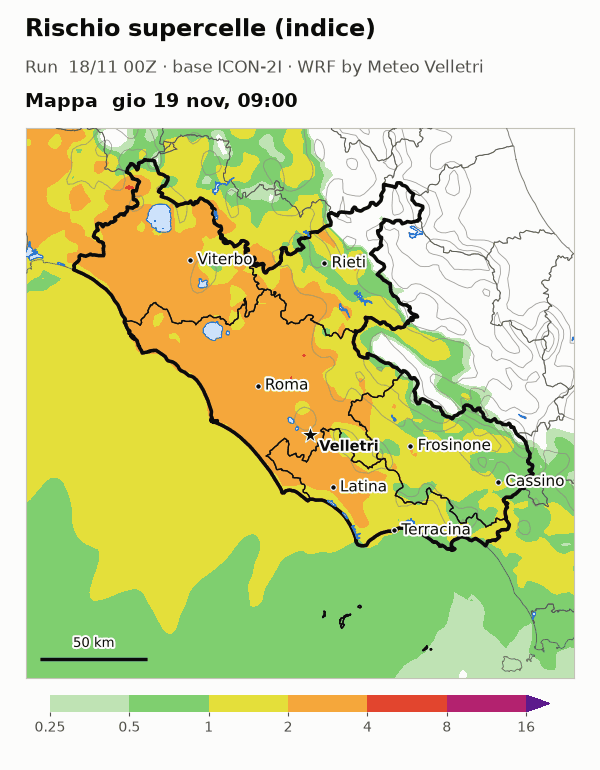 Rischio supercelle (indice)
Run 18/11 00Z · base ICON-2I · WRF by Meteo Velletri
Mappa gio 19 nov, 09:00
Viterbo
Rieti
Roma
Velletri
Frosinone
Cassino
Latina
Terracina
50 km
0.25 0.5 1 2 4 8 16